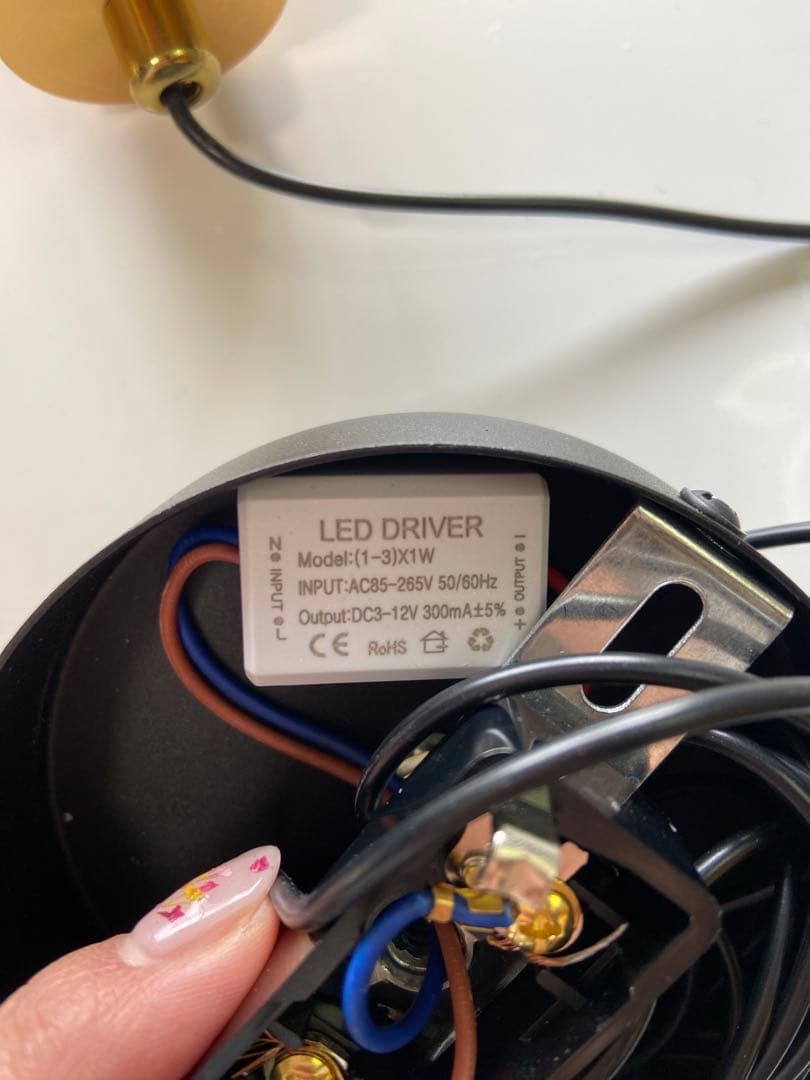 LED DRIVER
Model:(1-3)X1W
INPUT:AC85-265V 50/60Hz
Output:DC3-12V 300mA±5%
CE RoHS
N INPUT L
+ OUTPUT -